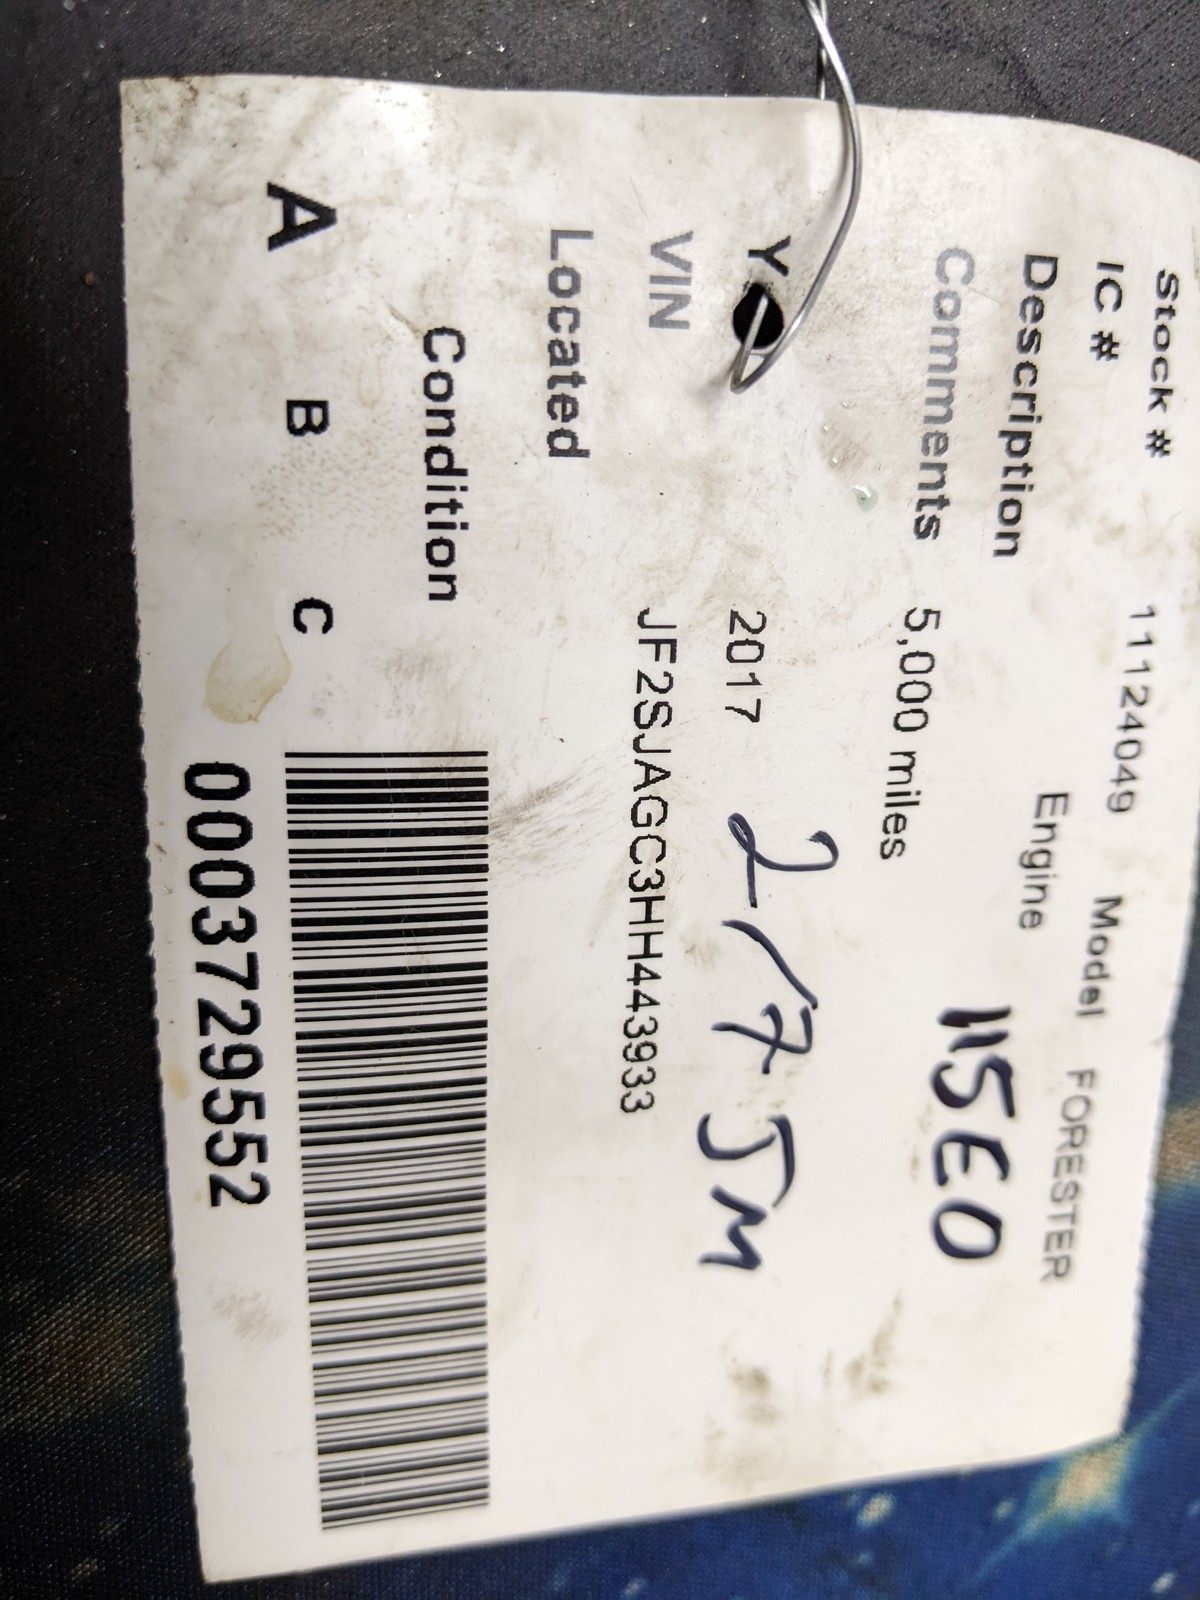 Stock # 11124049 Model FORESTER
IC #
Description Engine
Comments 5,000 miles
11SEO
Y 2017 2/7 JM
VIN JF2SJAGC3HH443933
Located
Condition
A B C
0003729552